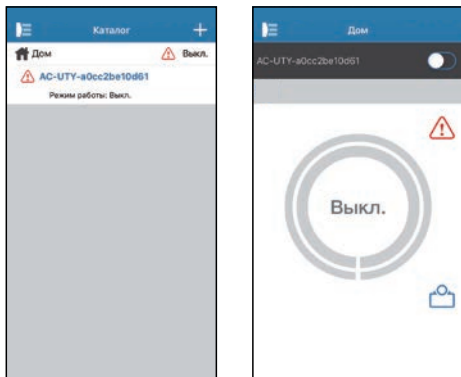 Каталог
Дом
Выкл.
AC-UTY-a0cc2be10d61
Режим работы: Выкл.
Дом
AC-UTY-a0cc2be10d61
Выкл.